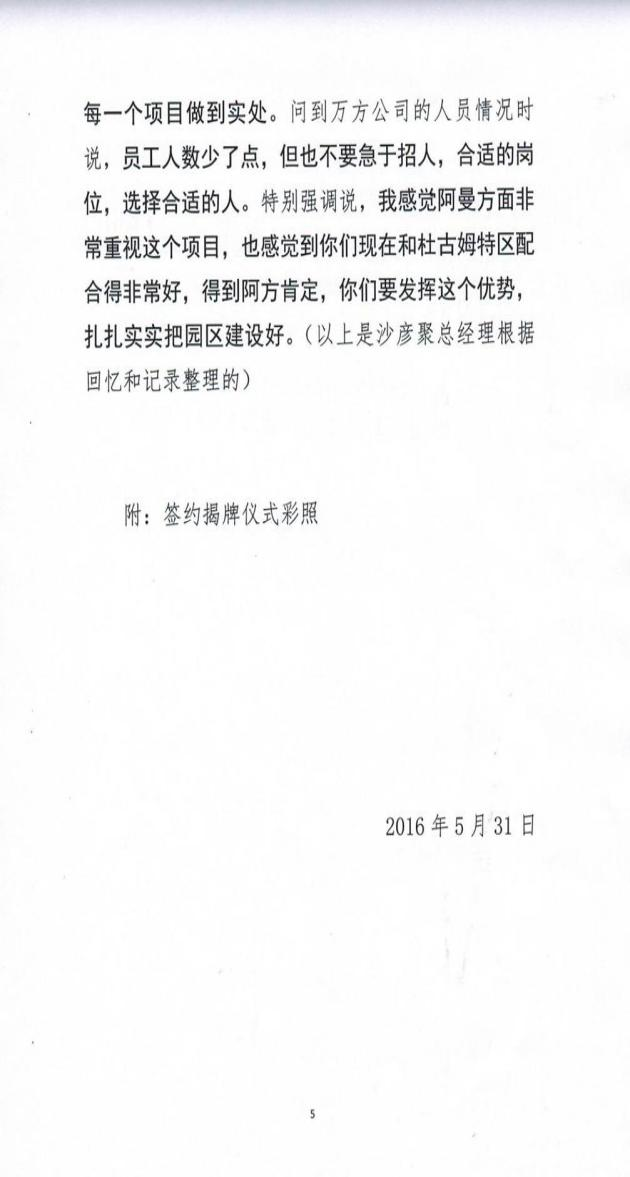 每一个项目做到实处。问到万方公司的人员情况时
说，员工人数少了点，但也不要急于招人，合适的岗
位，选择合适的人。特别强调说，我感觉阿曼方面非
常重视这个项目，也感觉到你们现在和杜古姆特区配
合得非常好，得到阿方肯定，你们要发挥这个优势，
扎扎实实把园区建设好。（以上是沙彦聚总经理根据
回忆和记录整理的）
附：签约揭牌仪式彩照
2016 年 5 月 31 日
5